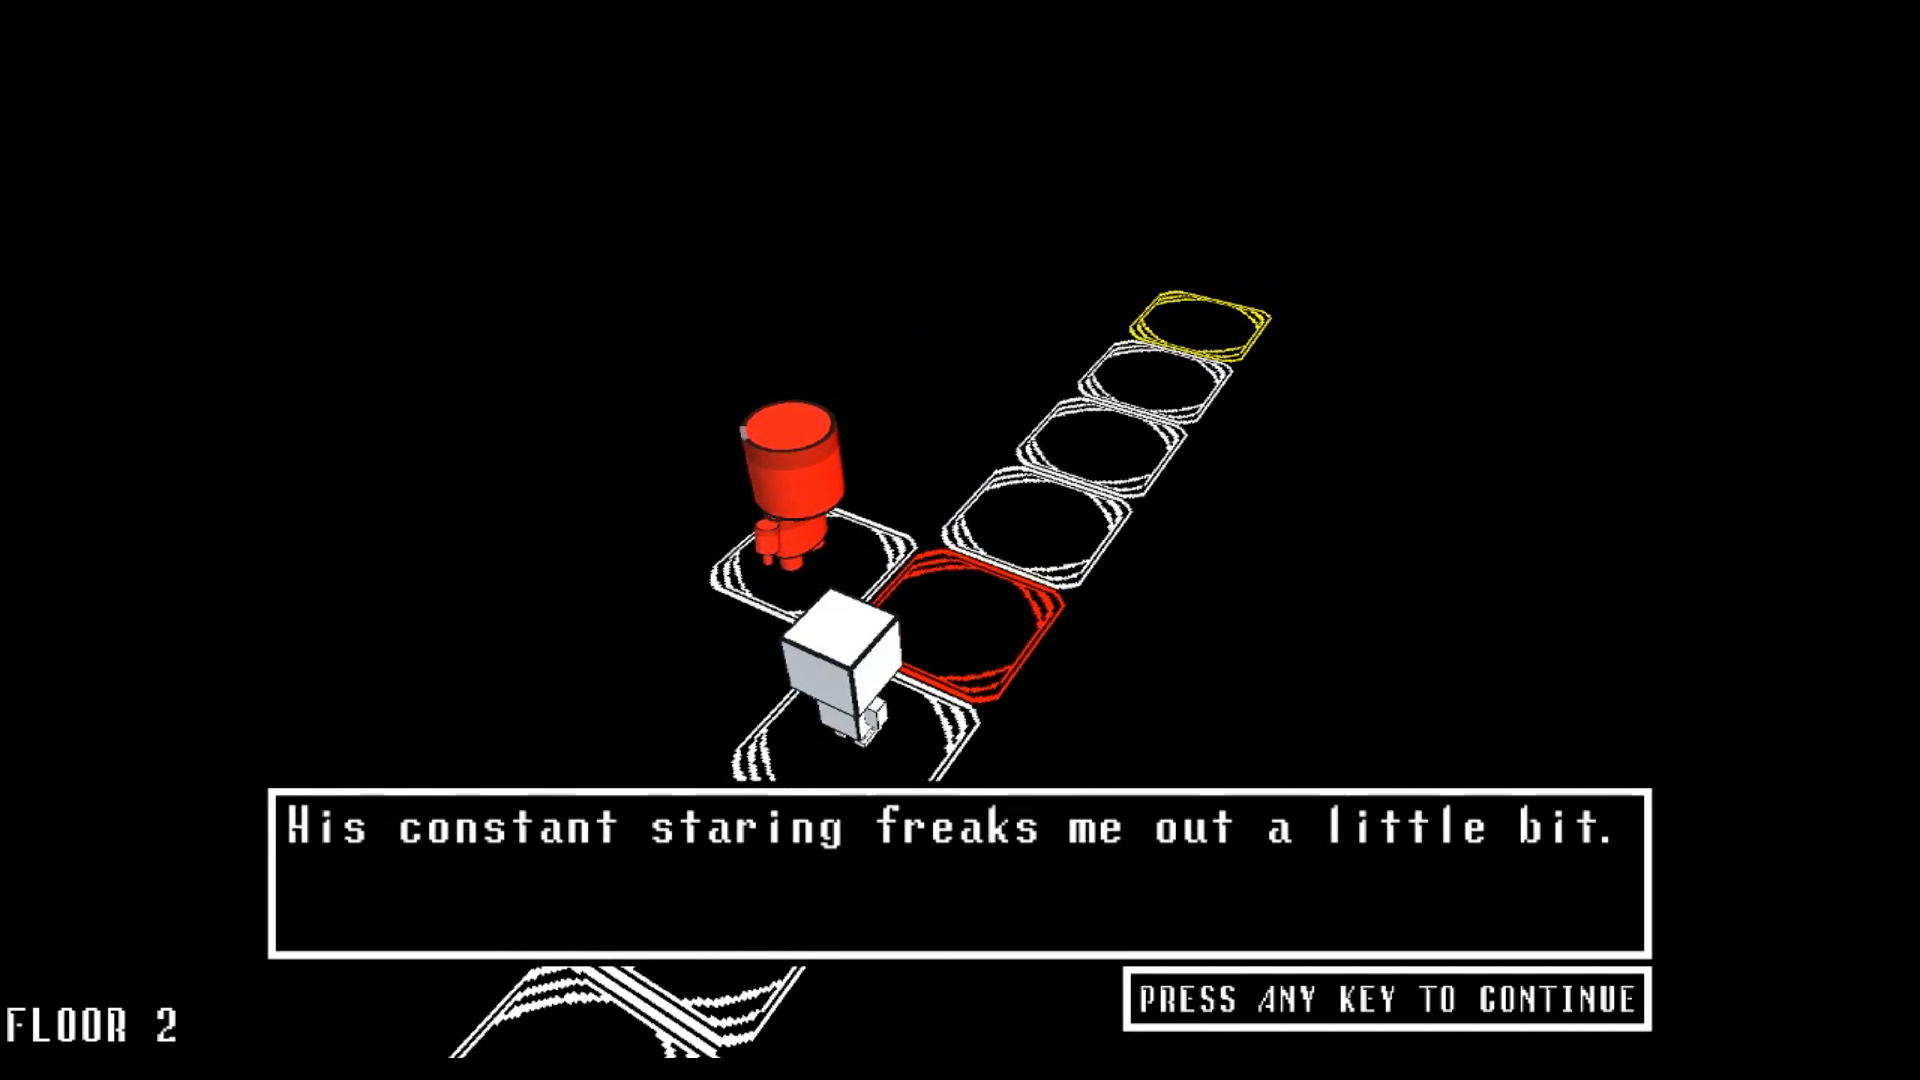 His constant staring freaks me out a little bit.
PRESS ANY KEY TO CONTINUE
FLOOR 2